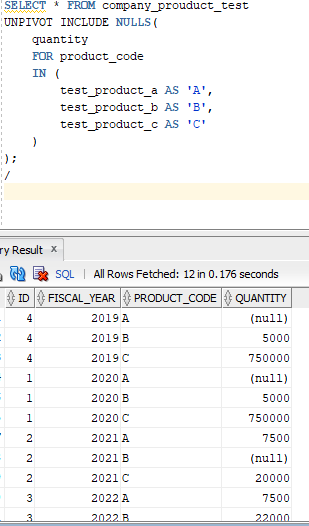 SELECT * FROM company_prouduct_test
UNPIVOT INCLUDE NULLS(
quantity
FOR product_code
IN (
test_product_a AS 'A',
test_product_b AS 'B',
test_product_c AS 'C'
)
);
/
ry Result x
SQL | All Rows Fetched: 12 in 0.176 seconds
ID FISCAL_YEAR PRODUCT_CODE QUANTITY
4 2019 A (null)
4 2019 B 5000
4 2019 C 750000
1 2020 A (null)
1 2020 B 5000
1 2020 C 750000
2 2021 A 7500
2 2021 B (null)
2 2021 C 20000
3 2022 A 7500
3 2022 B 22000